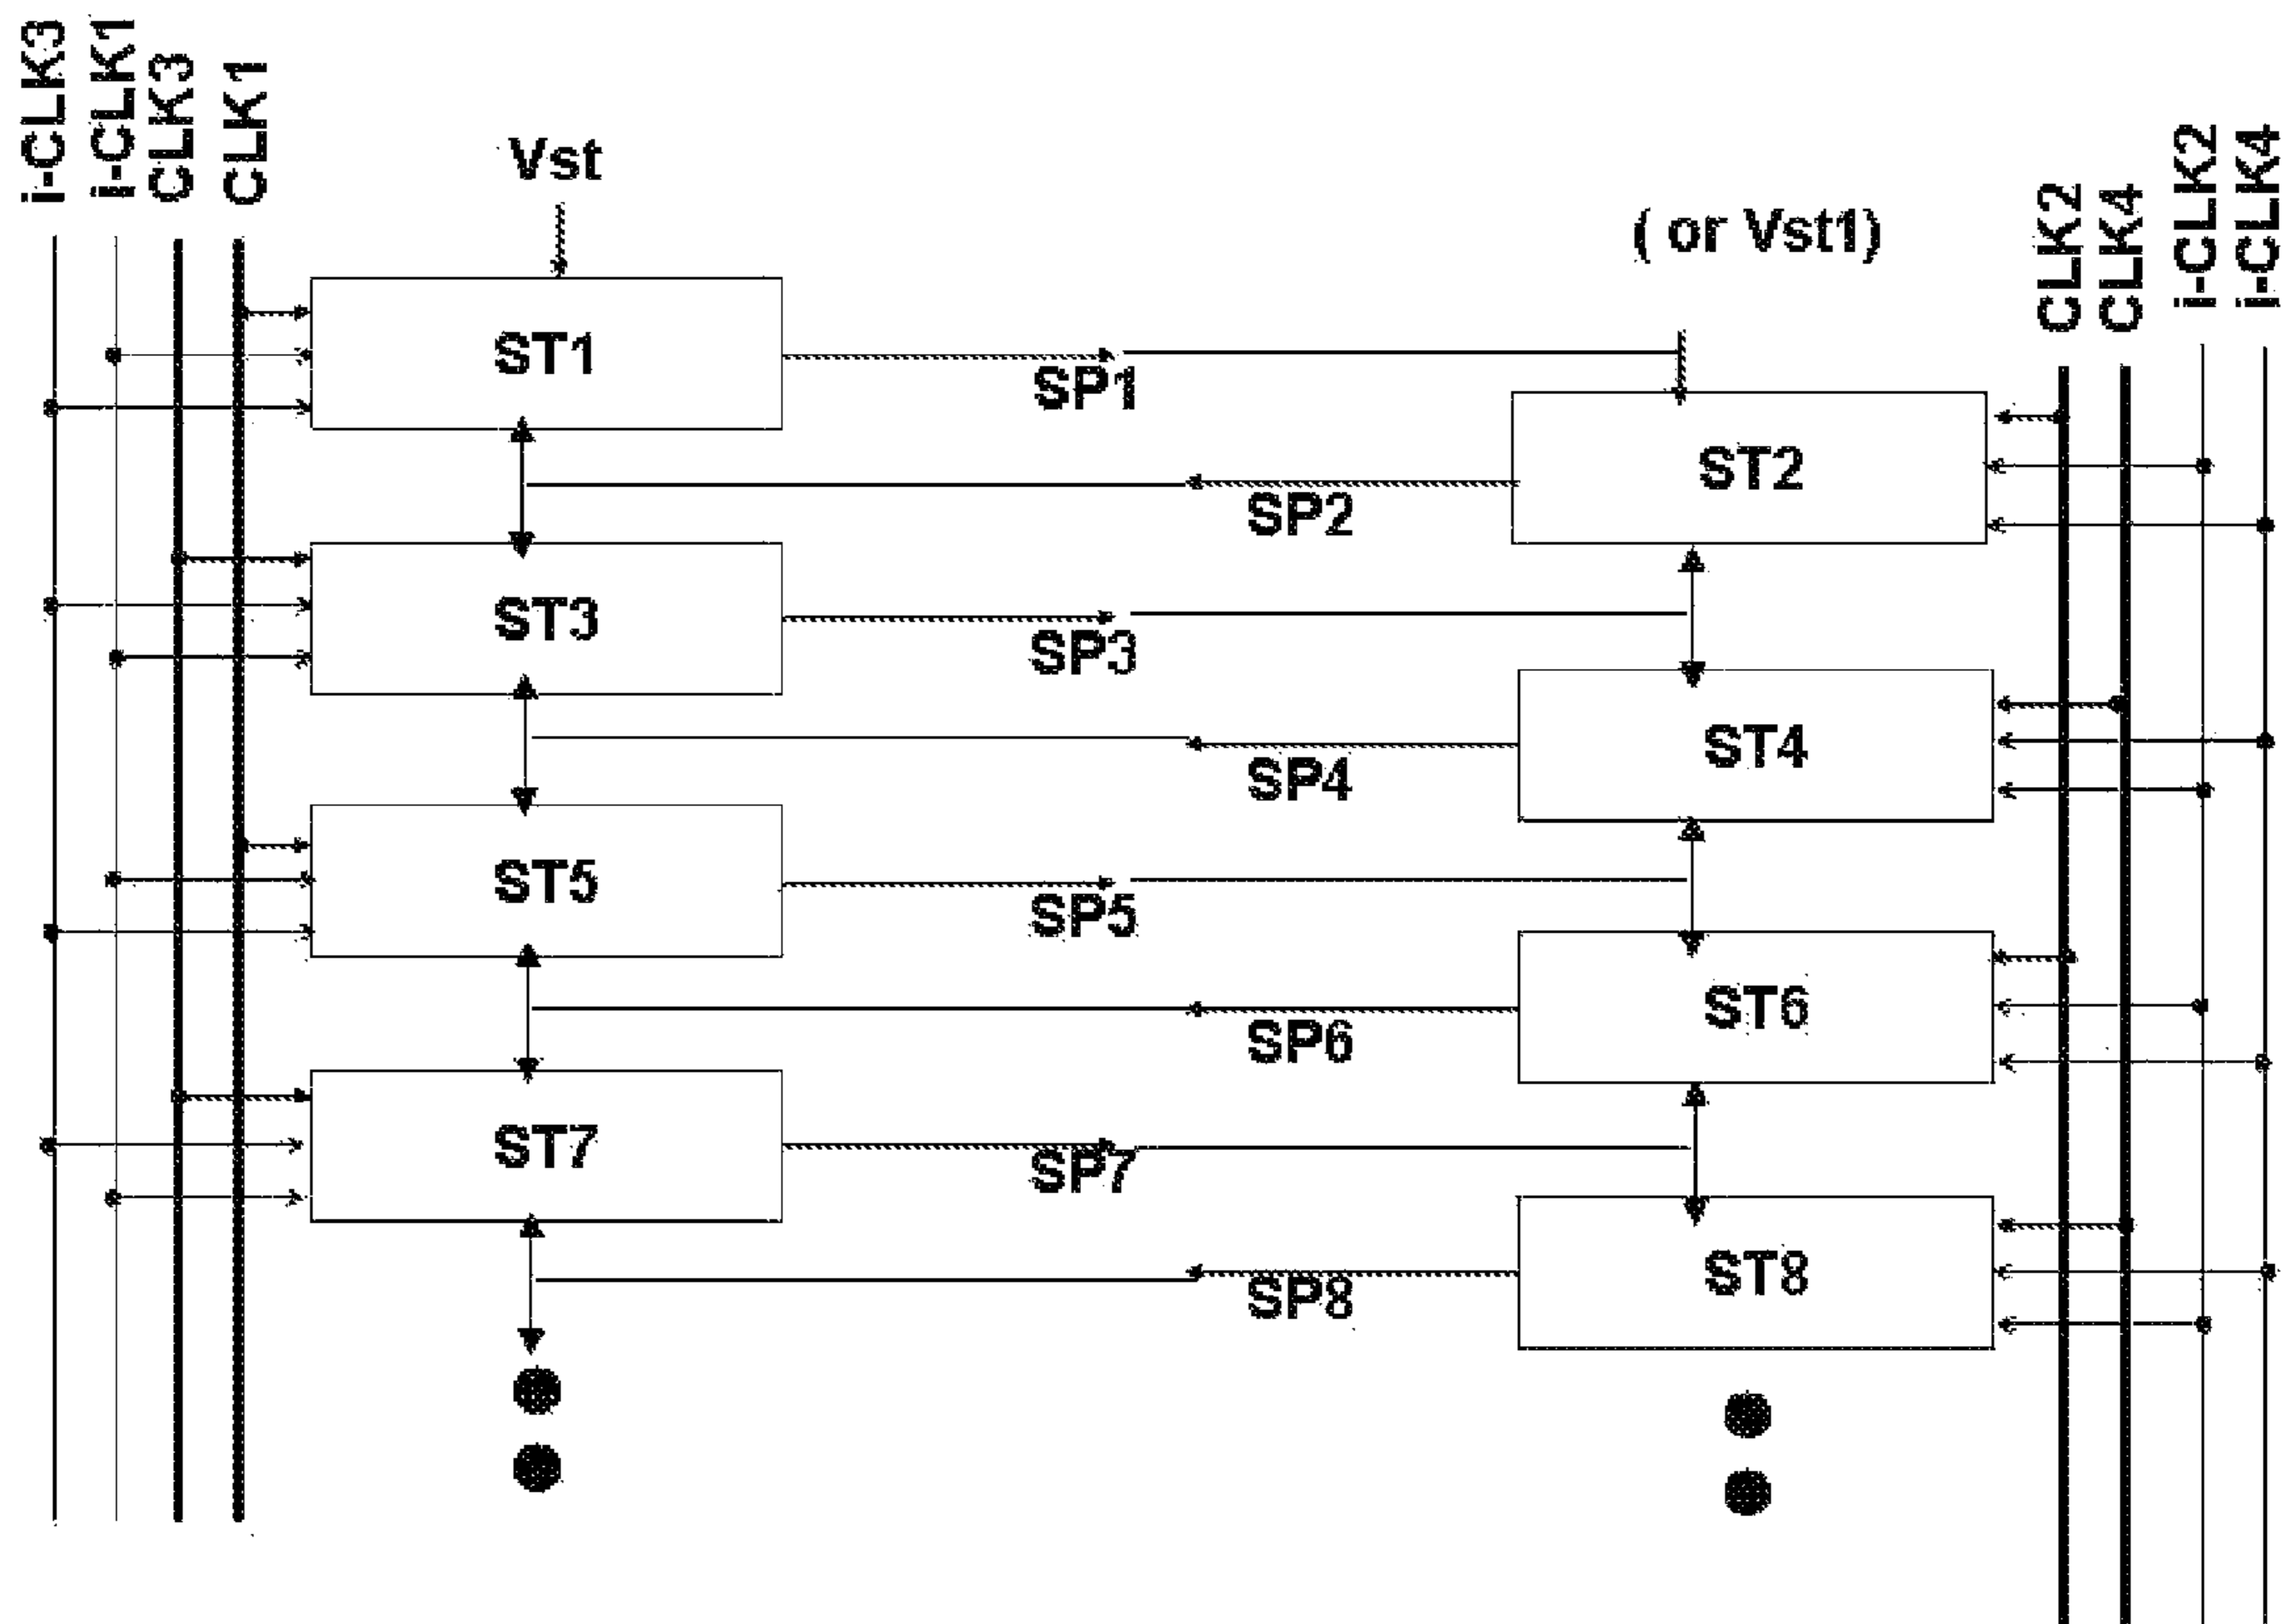 i-CLK3
i-CLK1
CLK3
CLK1
Vst
( or Vst1)
CLK2
CLK4
i-CLK2
i-CLK4
ST1
SP1
ST2
SP2
ST3
SP3
ST4
SP4
ST5
SP5
ST6
SP6
ST7
SP7
ST8
SP8